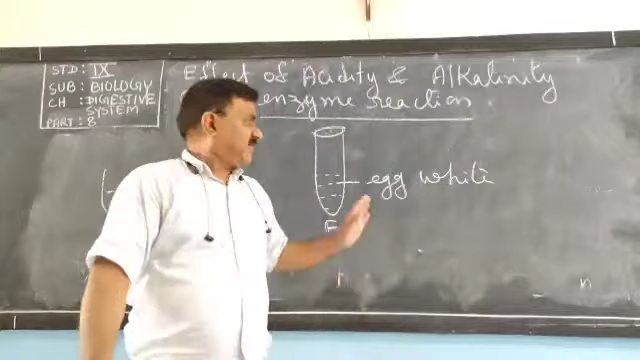 STD: IX
SUB: BIOLOGY
CH: DIGESTIVE
SYSTEM
PART: 8
Effect of Acidity & Alkalinity
enzyme reaction.
egg white